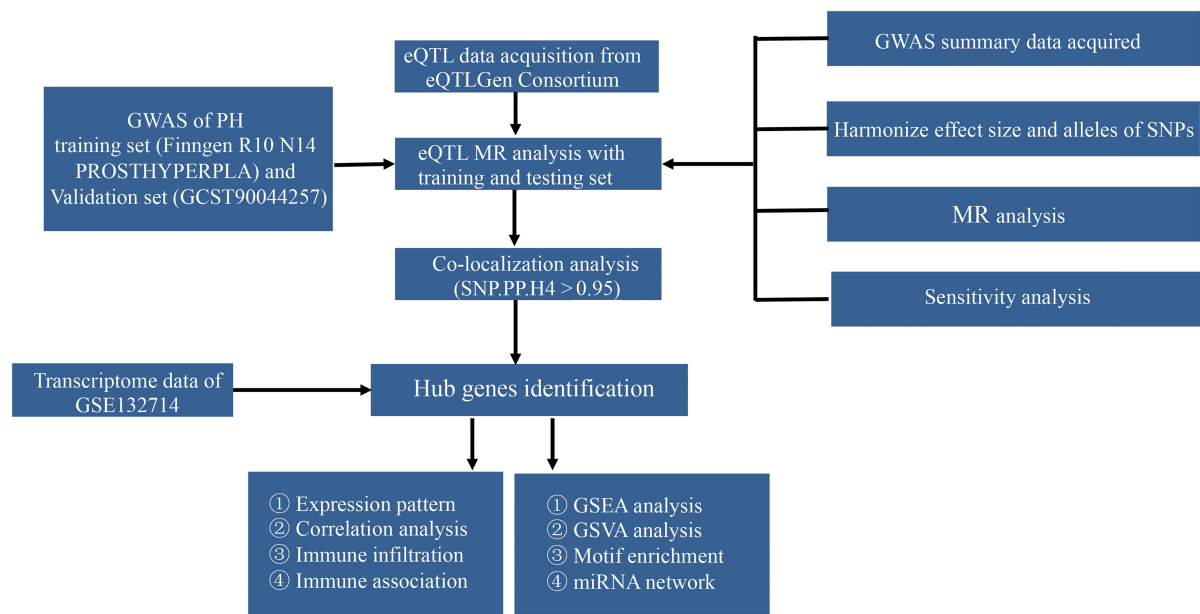 eQTL data acquisition from
eQTLGen Consortium
GWAS of PH
training set (Finngen R10 N14
PROSTHYPERPLA) and
Validation set (GCST90044257)
eQTL MR analysis with
training and testing set
GWAS summary data acquired
Harmonize effect size and alleles of SNPs
MR analysis
Sensitivity analysis
Co-localization analysis
(SNP.PP.H4 > 0.95)
Transcriptome data of
GSE132714
Hub genes identification
① Expression pattern
② Correlation analysis
③ Immune infiltration
④ Immune association
① GSEA analysis
② GSVA analysis
③ Motif enrichment
④ miRNA network